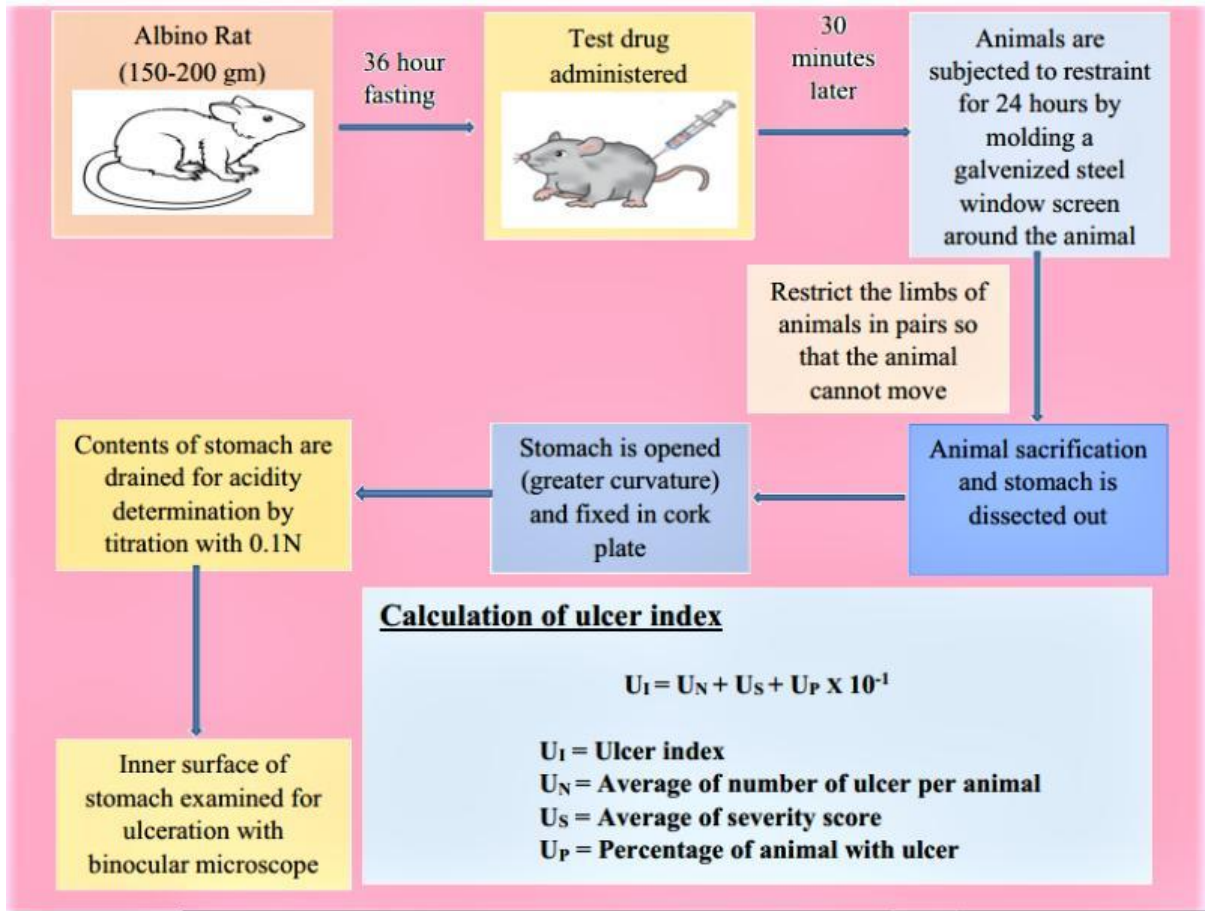 Albino Rat
(150-200 gm)
36 hour
fasting
Test drug
administered
30
minutes
later
Animals are
subjected to restraint
for 24 hours by
molding a
galvenized steel
window screen
around the animal
Restrict the limbs of
animals in pairs so
that the animal
cannot move
Animal sacrification
and stomach is
dissected out
Stomach is opened
(greater curvature)
and fixed in cork
plate
Contents of stomach are
drained for acidity
determination by
titration with 0.1N
Inner surface of
stomach examined for
ulceration with
binocular microscope
Calculation of ulcer index
UI = UN + US + UP X 10-1
UI = Ulcer index
UN = Average of number of ulcer per animal
US = Average of severity score
UP = Percentage of animal with ulcer